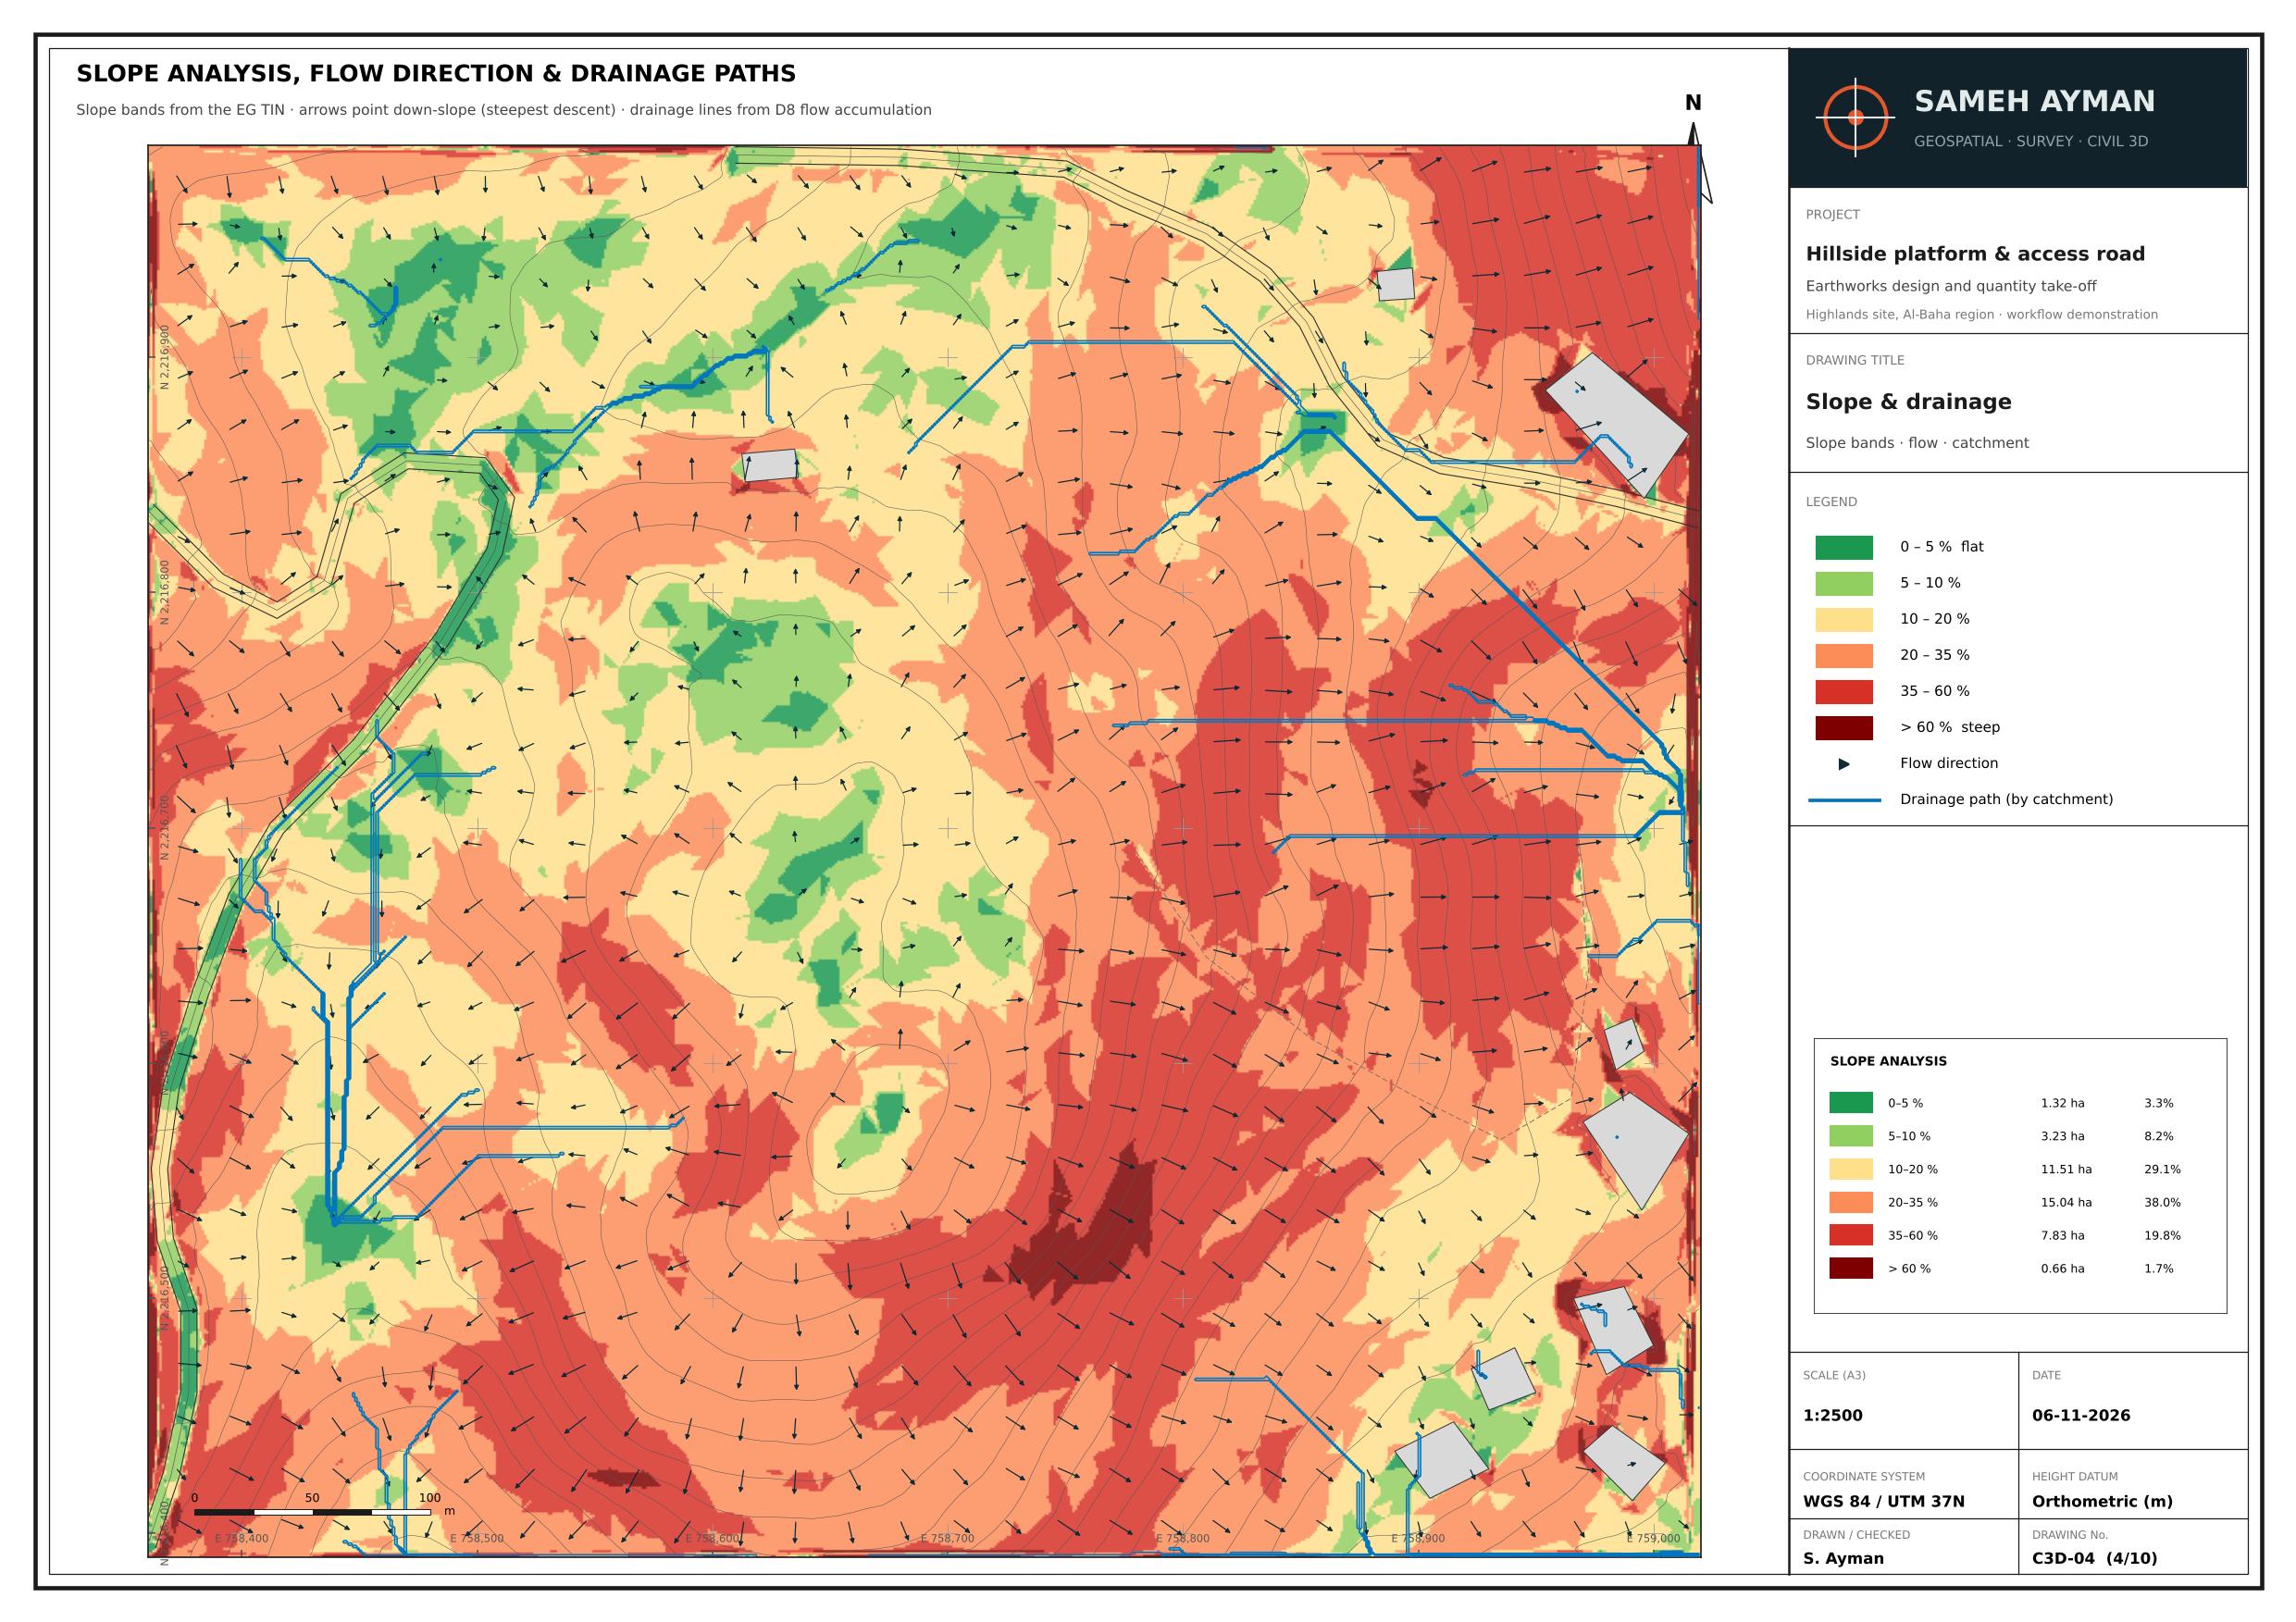 SLOPE ANALYSIS, FLOW DIRECTION & DRAINAGE PATHS
Slope bands from the EG TIN · arrows point down-slope (steepest descent) · drainage lines from D8 flow accumulation
N
N 2,216,900
N 2,216,800
N 2,216,700
N 2,216,500
0 50 100 m
E 758,400 E 758,500 E 758,600 E 758,700 E 758,800 E 758,900 E 759,000
SAMEH AYMAN
GEOSPATIAL · SURVEY · CIVIL 3D
PROJECT
Hillside platform & access road
Earthworks design and quantity take-off
Highlands site, Al-Baha region · workflow demonstration
DRAWING TITLE
Slope & drainage
Slope bands · flow · catchment
LEGEND
0 – 5 % flat
5 – 10 %
10 – 20 %
20 – 35 %
35 – 60 %
> 60 % steep
Flow direction
Drainage path (by catchment)
SLOPE ANALYSIS
0–5 % 1.32 ha 3.3%
5–10 % 3.23 ha 8.2%
10–20 % 11.51 ha 29.1%
20–35 % 15.04 ha 38.0%
35–60 % 7.83 ha 19.8%
> 60 % 0.66 ha 1.7%
SCALE (A3) DATE
1:2500 06-11-2026
COORDINATE SYSTEM HEIGHT DATUM
WGS 84 / UTM 37N Orthometric (m)
DRAWN / CHECKED DRAWING No.
S. Ayman C3D-04 (4/10)